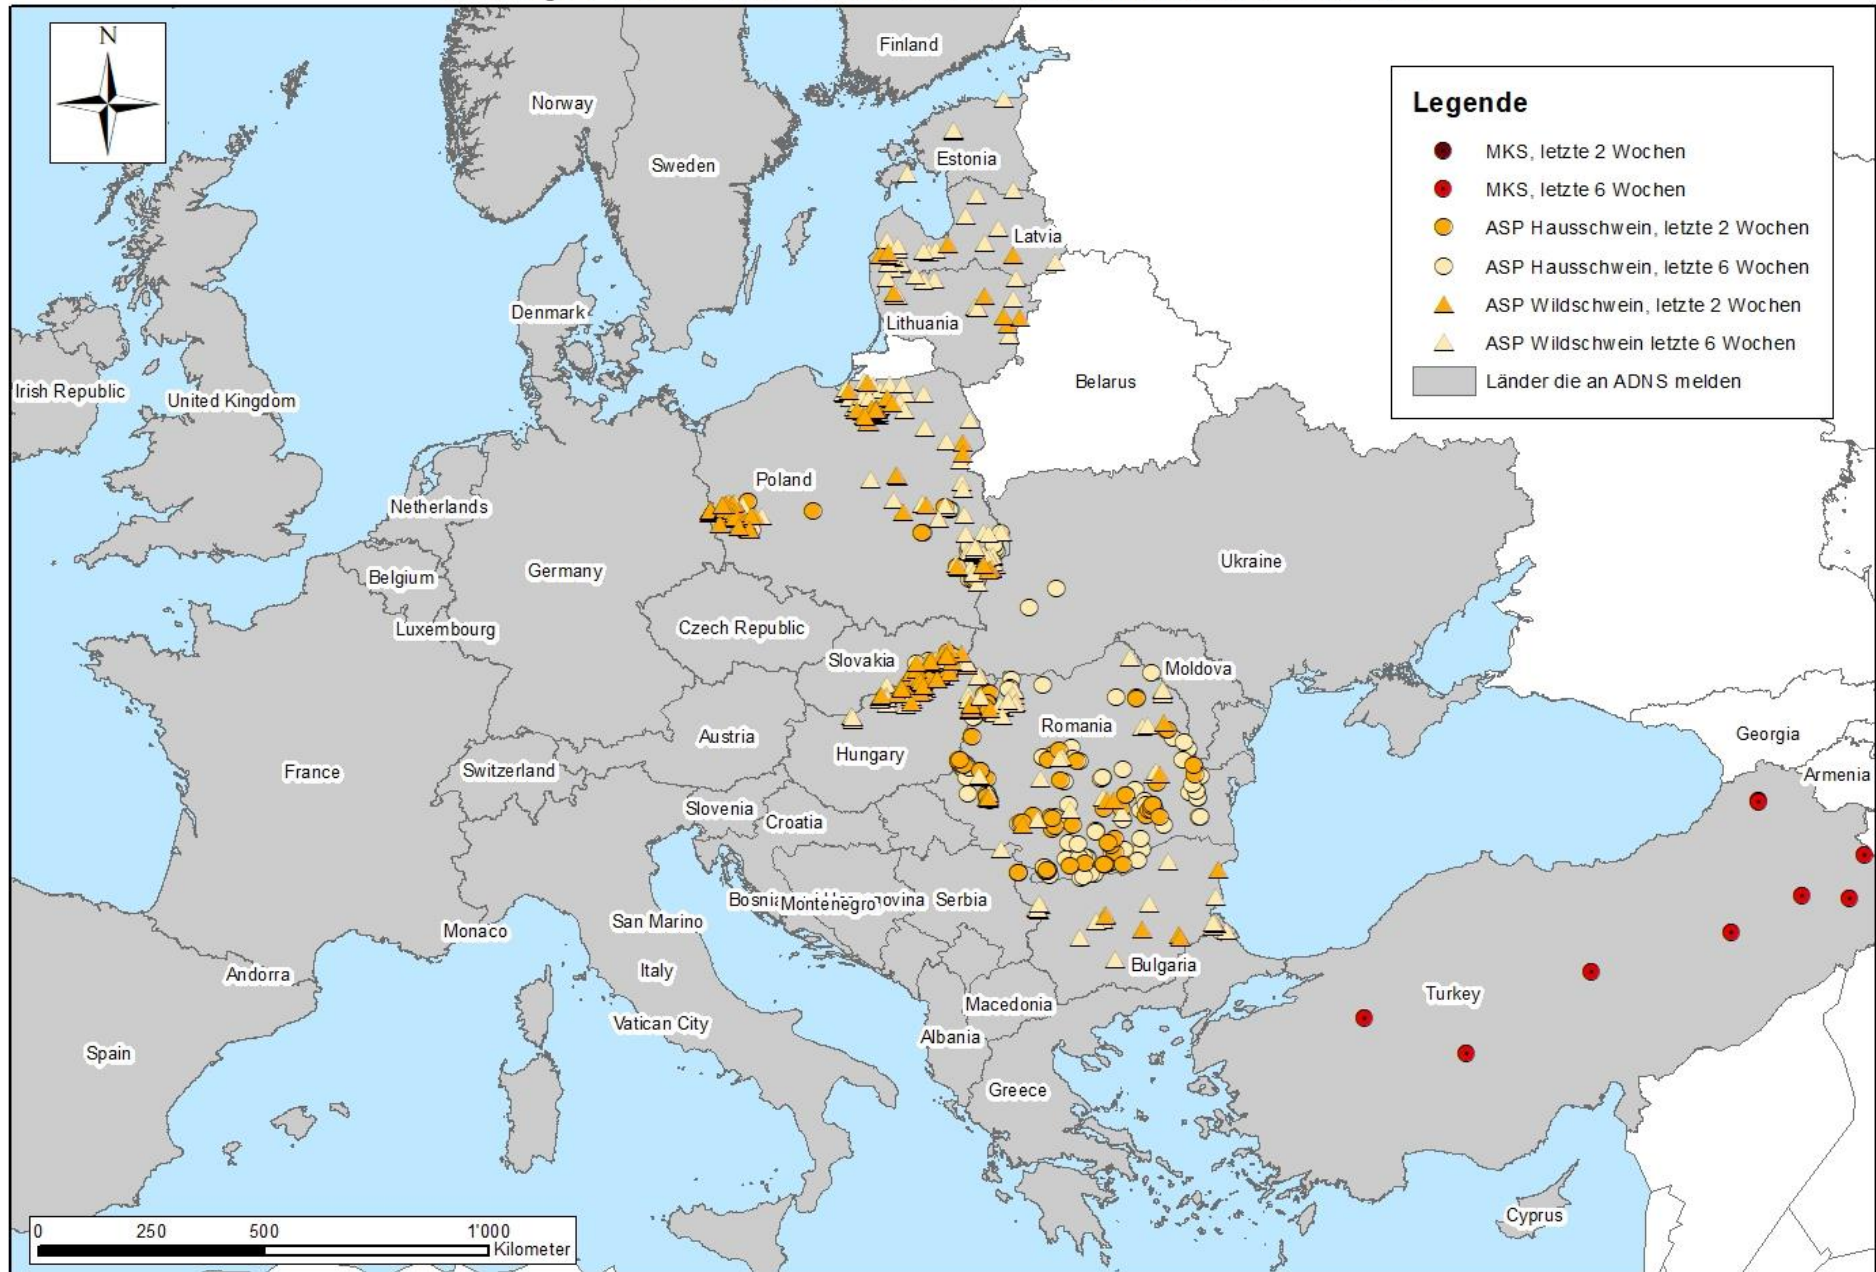 N
Finland
Norway
Sweden
Estonia
Latvia
Denmark
Lithuania
Irish Republic
United Kingdom
Belarus
Legende
MKS, letzte 2 Wochen
MKS, letzte 6 Wochen
ASP Hausschwein, letzte 2 Wochen
ASP Hausschwein, letzte 6 Wochen
ASP Wildschwein, letzte 2 Wochen
ASP Wildschwein letzte 6 Wochen
Länder die an ADNS melden
Poland
Netherlands
Germany
Belgium
Ukraine
Luxembourg
Czech Republic
Slovakia
Moldova
Romania
Austria
Hungary
Georgia
France
Switzerland
Armenia
Slovenia
Croatia
Montenegro
Serbia
San Marino
Monaco
Italy
Andorra
Bulgaria
Macedonia
Turkey
Vatican City
Albania
Spain
Greece
Cyprus
0 250 500 1'000
Kilometer